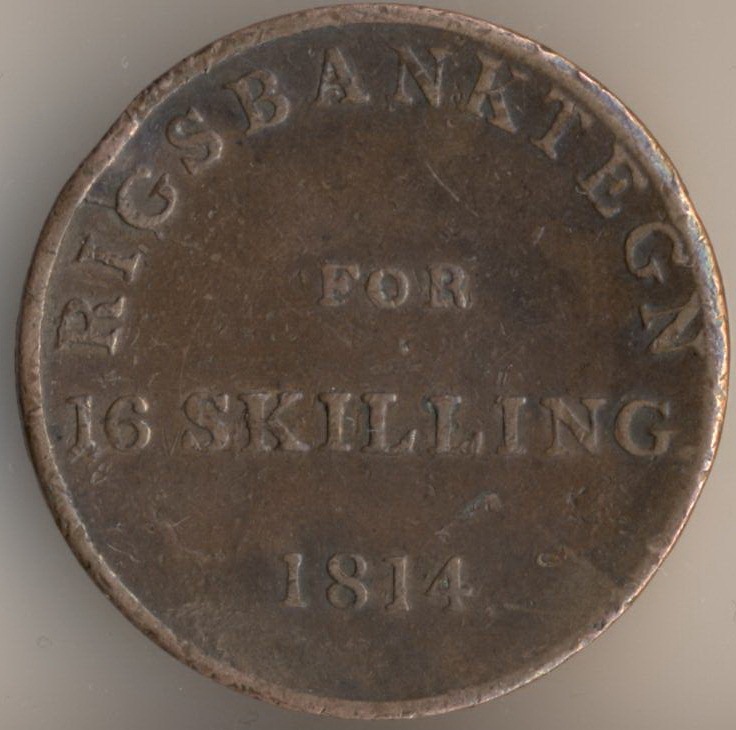 RIGSBANKTEGN
FOR
16 SKILLING
1814